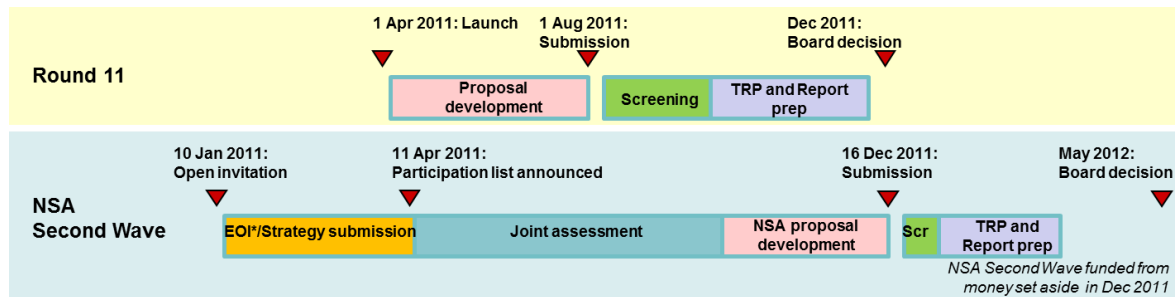 1 Apr 2011: Launch
1 Aug 2011:
Submission
Dec 2011:
Board decision
Round 11
Proposal
development
Screening
TRP and Report
prep
10 Jan 2011:
Open invitation
11 Apr 2011:
Participation list announced
16 Dec 2011:
Submission
May 2012:
Board decision
NSA
Second Wave
EOI*/Strategy submission
Joint assessment
NSA proposal
development
Scr
TRP and
Report prep
NSA Second Wave funded from
money set aside in Dec 2011